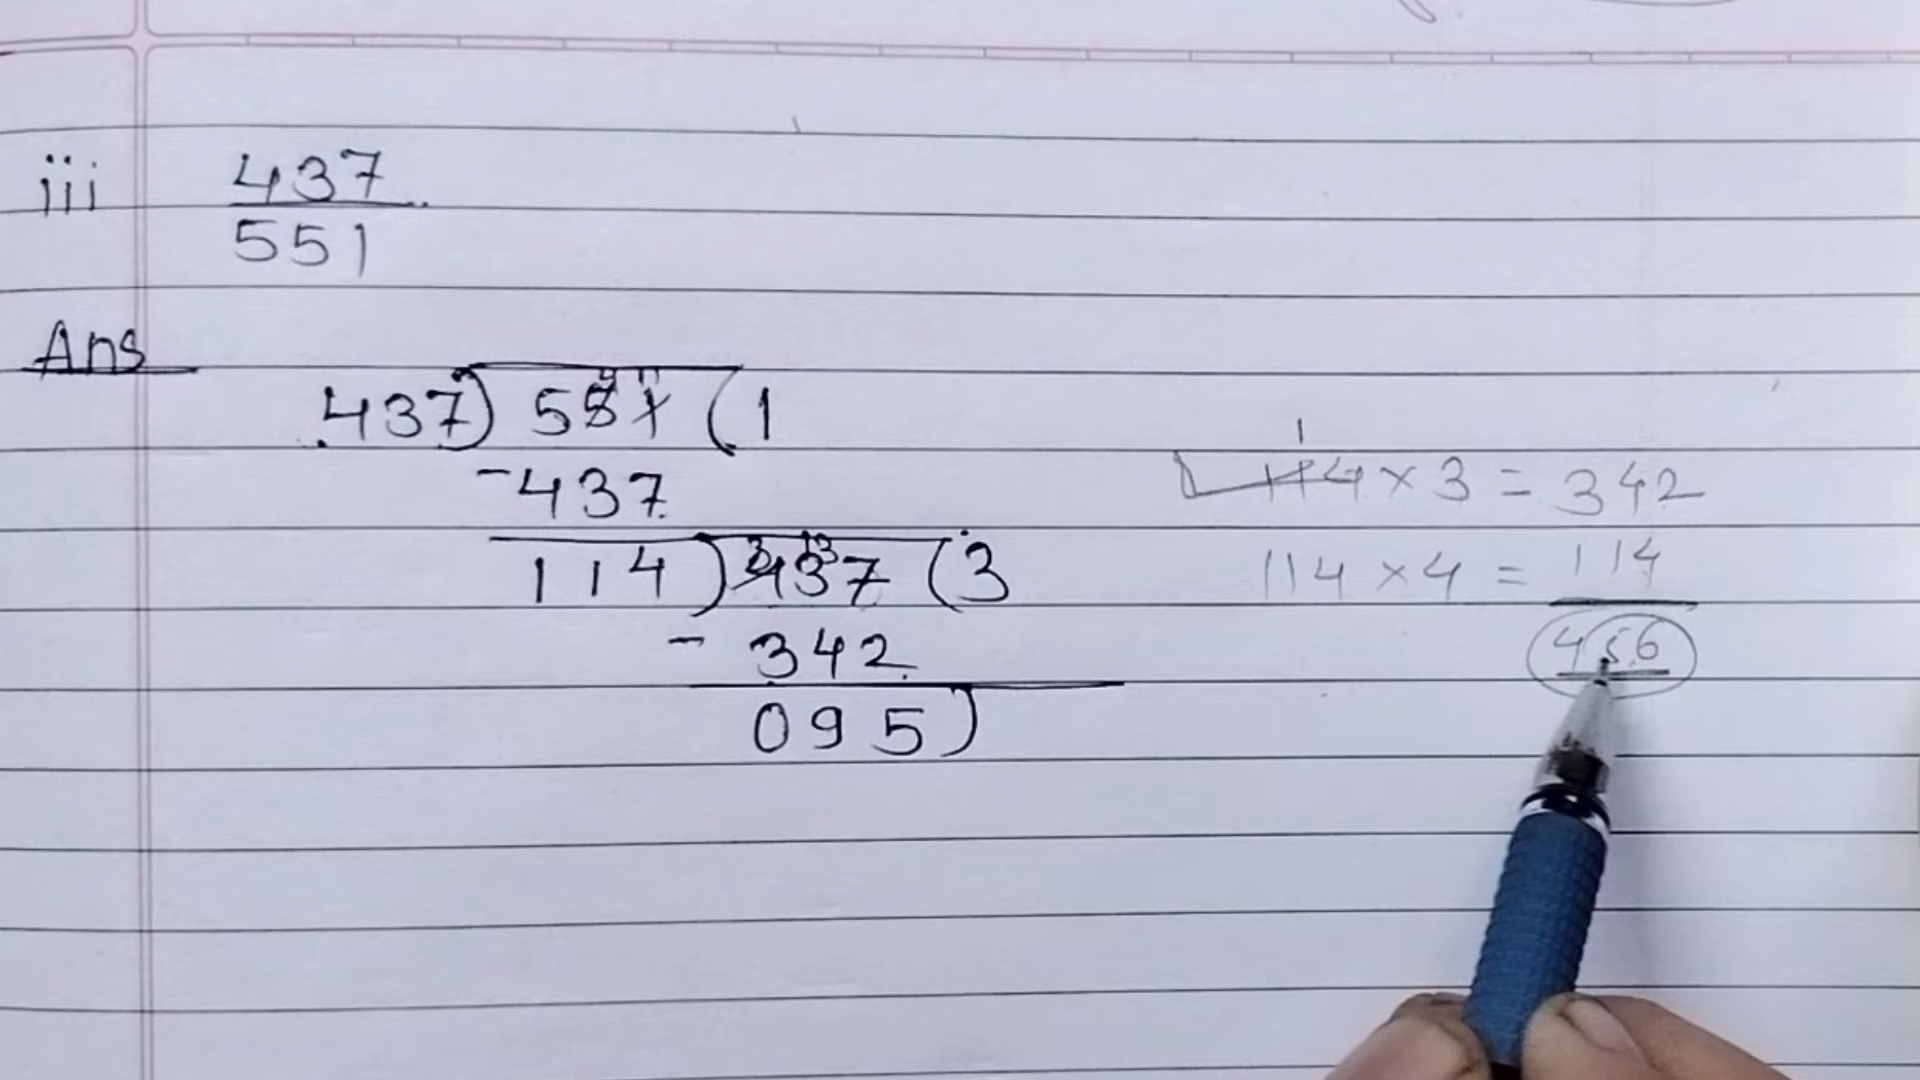 iii 437
551
Ans
437) 551 (1
-437
114) 437 (3
- 342
095)
1
114 × 3 = 342
114 × 4 = 114
456